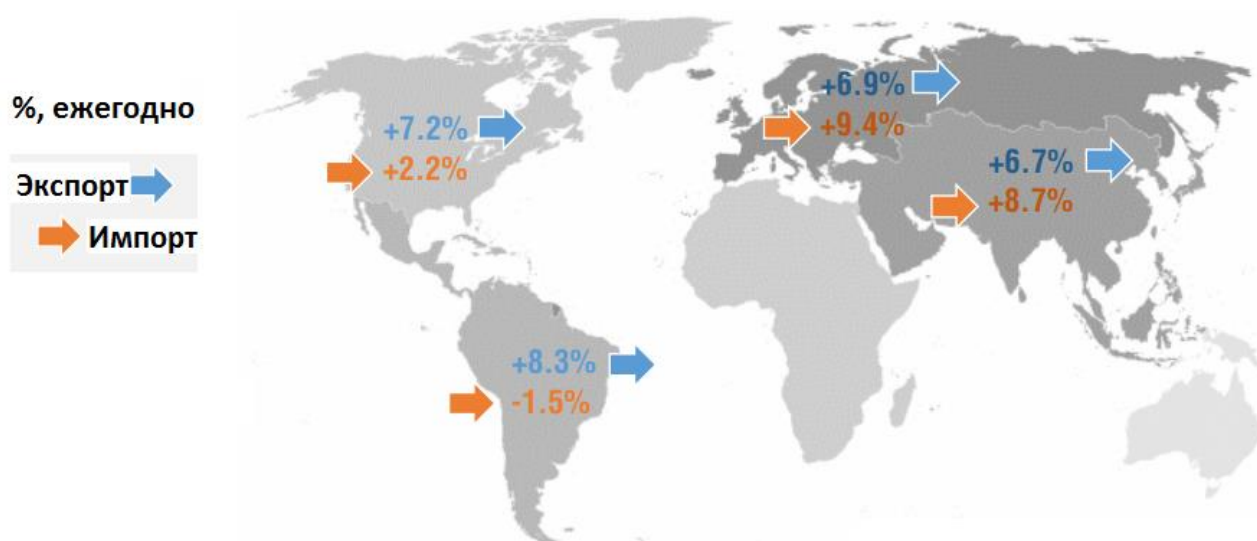 %, ежегодно
Экспорт
Импорт
+7.2%
+2.2%
+6.9%
+9.4%
+6.7%
+8.7%
+8.3%
-1.5%